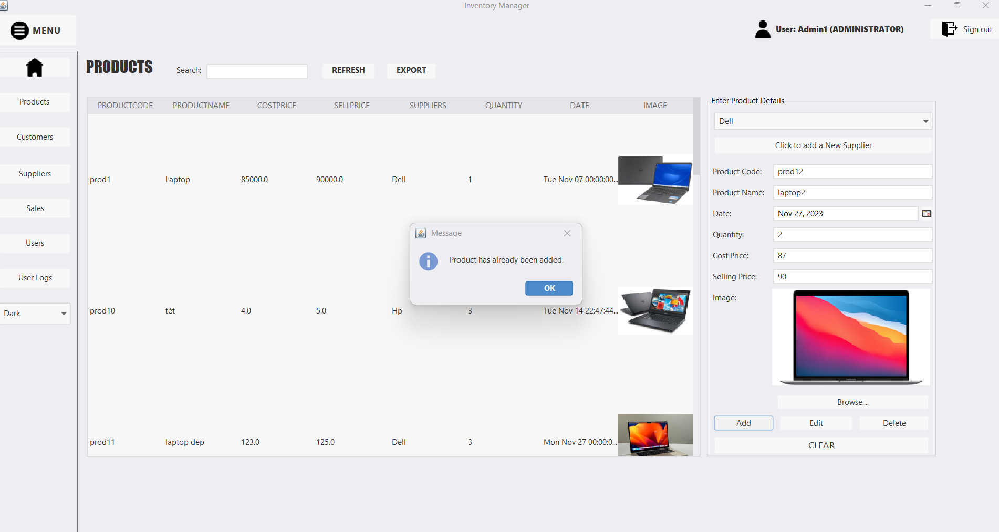 Inventory Manager
MENU
User: Admin1 (ADMINISTRATOR)
Sign out
PRODUCTS
Search:
REFRESH
EXPORT
Products
Customers
Suppliers
Sales
Users
User Logs
Dark
PRODUCTCODE PRODUCTNAME COSTPRICE SELLPRICE SUPPLIERS QUANTITY DATE IMAGE
prod1 Laptop 85000.0 90000.0 Dell 1 Tue Nov 07 00:00:00...
prod10 tét 4.0 5.0 Hp 3 Tue Nov 14 22:47:44...
prod11 laptop dep 123.0 125.0 Dell 3 Mon Nov 27 00:00:0...
Message
Product has already been added.
OK
Enter Product Details
Dell
Click to add a New Supplier
Product Code: prod12
Product Name: laptop2
Date: Nov 27, 2023
Quantity: 2
Cost Price: 87
Selling Price: 90
Image:
Browse....
Add Edit Delete
CLEAR